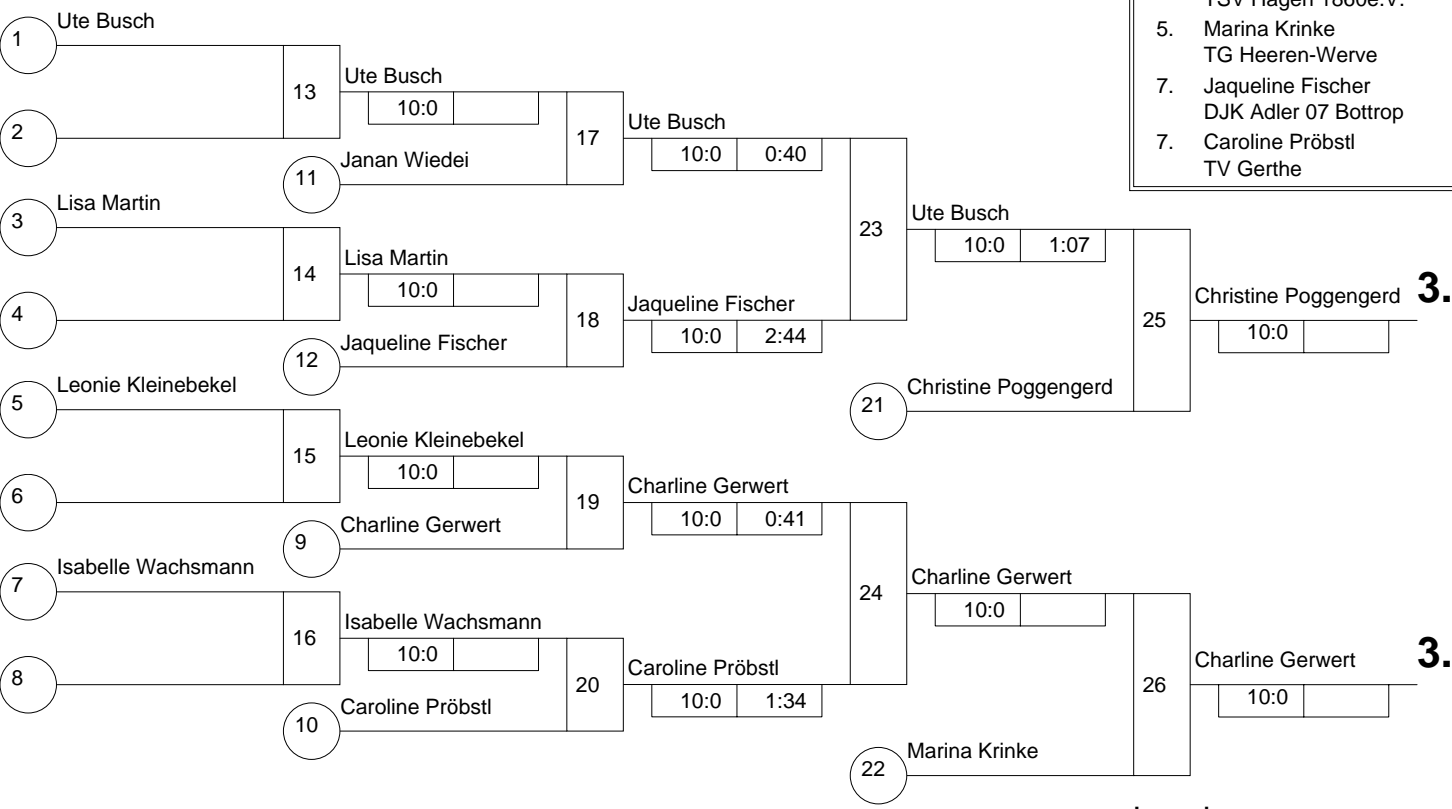 TSV Hagen 1860e.V.
5. Marina Krinke
TG Heeren-Werve
7. Jaqueline Fischer
DJK Adler 07 Bottrop
7. Caroline Pröbstl
TV Gerthe
1 Ute Busch
2
13 Ute Busch
10:0
11 Janan Wiedei
17 Ute Busch
10:0 0:40
3 Lisa Martin
4
14 Lisa Martin
10:0
12 Jaqueline Fischer
18 Jaqueline Fischer
10:0 2:44
23 Ute Busch
10:0 1:07
21 Christine Poggengerd
25 Christine Poggengerd 3.
10:0
5 Leonie Kleinebekel
6
15 Leonie Kleinebekel
10:0
9 Charline Gerwert
19 Charline Gerwert
10:0 0:41
7 Isabelle Wachsmann
8
16 Isabelle Wachsmann
10:0
10 Caroline Pröbstl
20 Caroline Pröbstl
10:0 1:34
24 Charline Gerwert
10:0
22 Marina Krinke
26 Charline Gerwert 3.
10:0